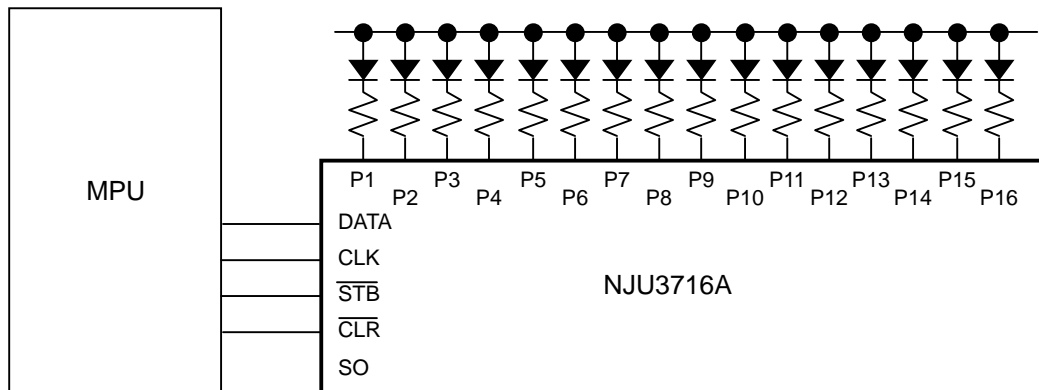 MPU
P1 P2 P3 P4 P5 P6 P7 P8 P9 P10 P11 P12 P13 P14 P15 P16
DATA
CLK
STB
CLR
SO
NJU3716A